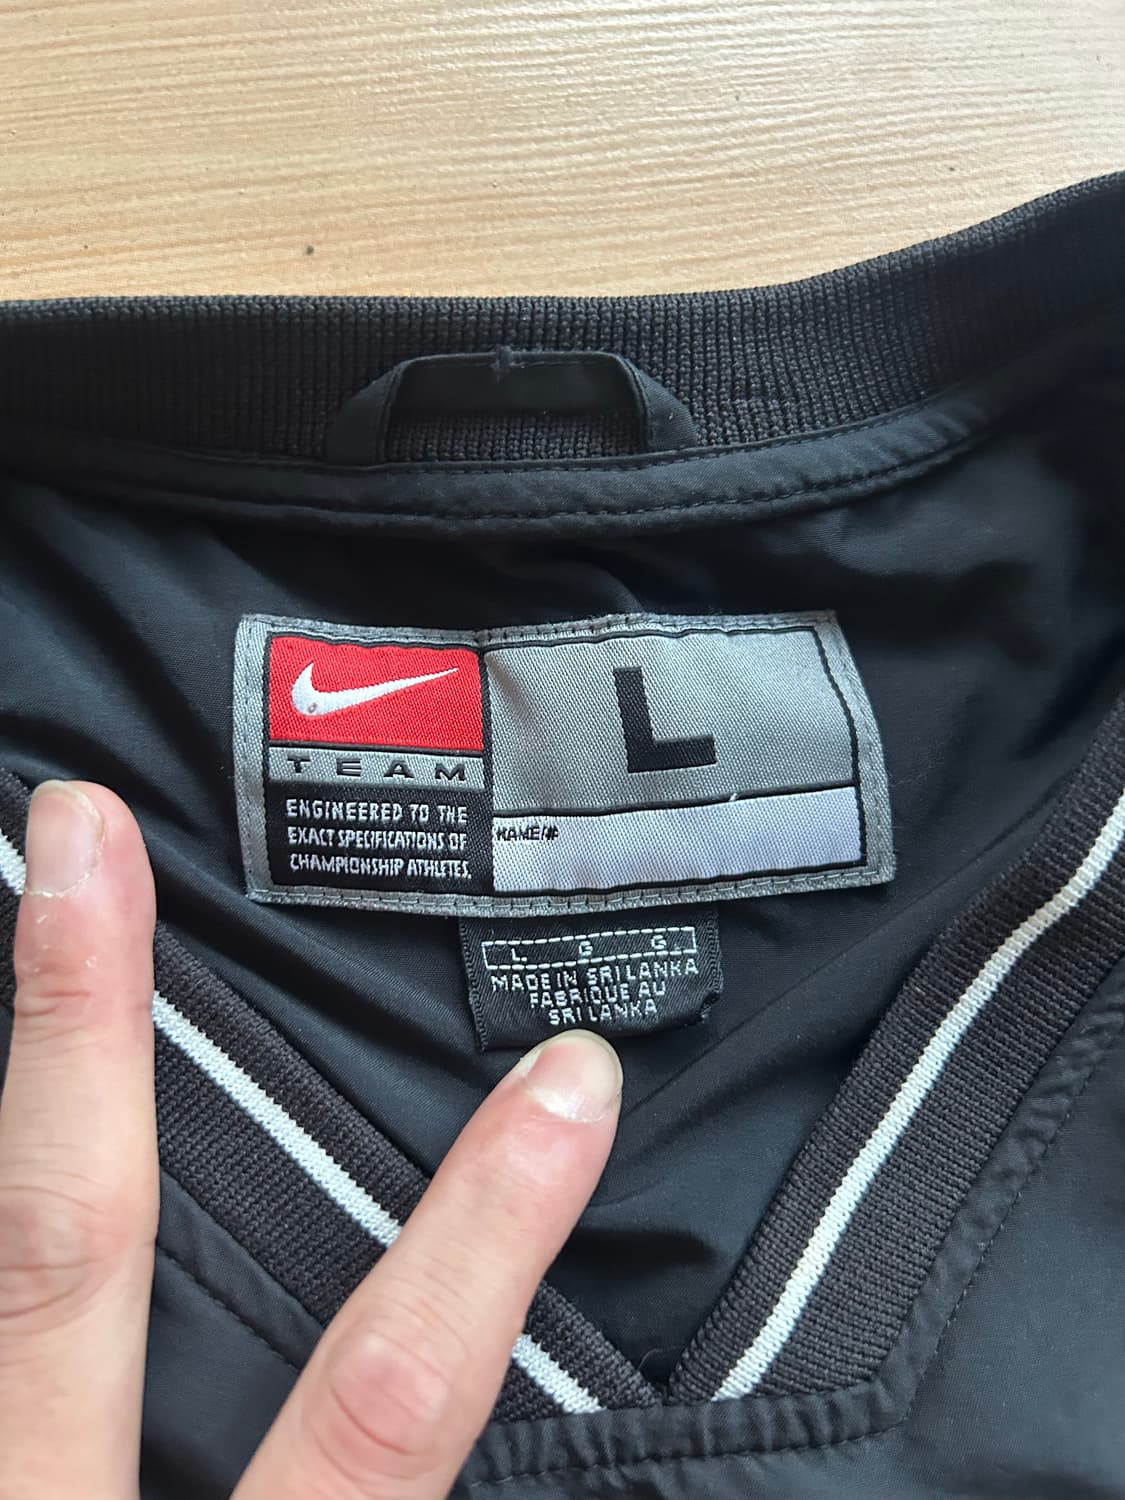 TEAM
ENGINEERED TO THE
EXACT SPECIFICATIONS OF
CHAMPIONSHIP ATHLETES.
L
NAME/#
L G G
MADE IN SRI LANKA
FABRIQUE AU
SRI LANKA